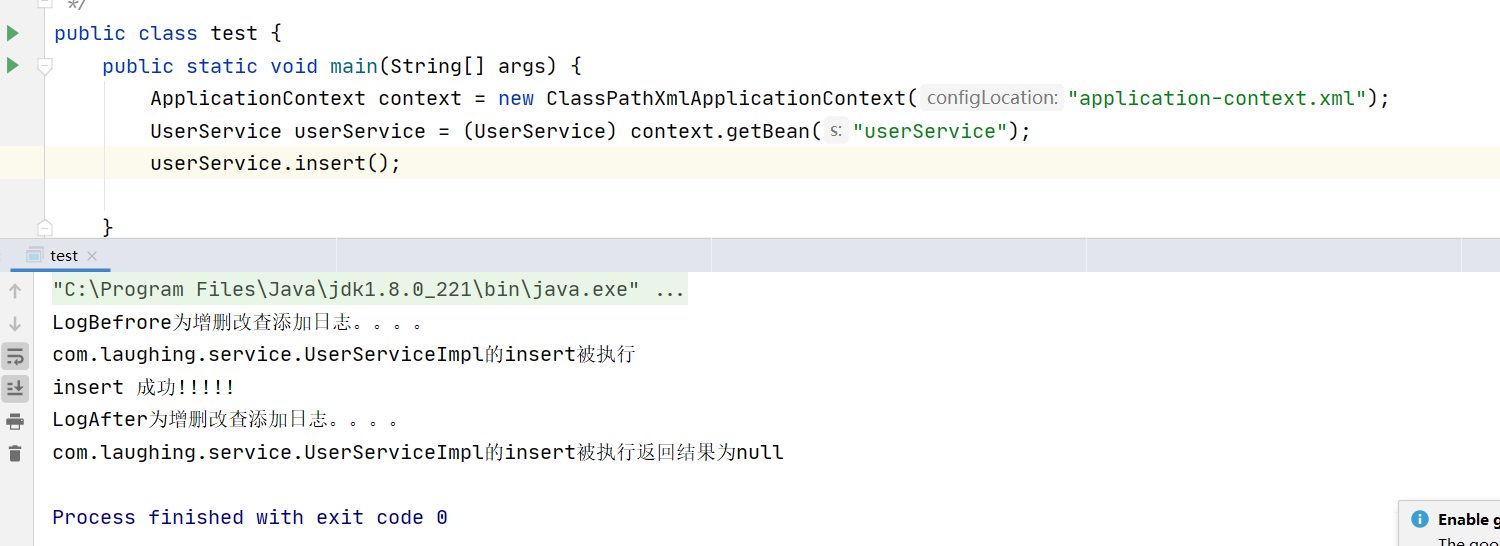 */
public class test {
public static void main(String[] args) {
ApplicationContext context = new ClassPathXmlApplicationContext( configLocation: "application-context.xml");
UserService userService = (UserService) context.getBean( s: "userService");
userService.insert();
}
test ×
"C:\Program Files\Java\jdk1.8.0_221\bin\java.exe" ...
LogBefrore为增删改查添加日志。。。。
com.laughing.service.UserServiceImpl的insert被执行
insert 成功!!!!!
LogAfter为增删改查添加日志。。。。
com.laughing.service.UserServiceImpl的insert被执行返回结果为null
Process finished with exit code 0
Enable g